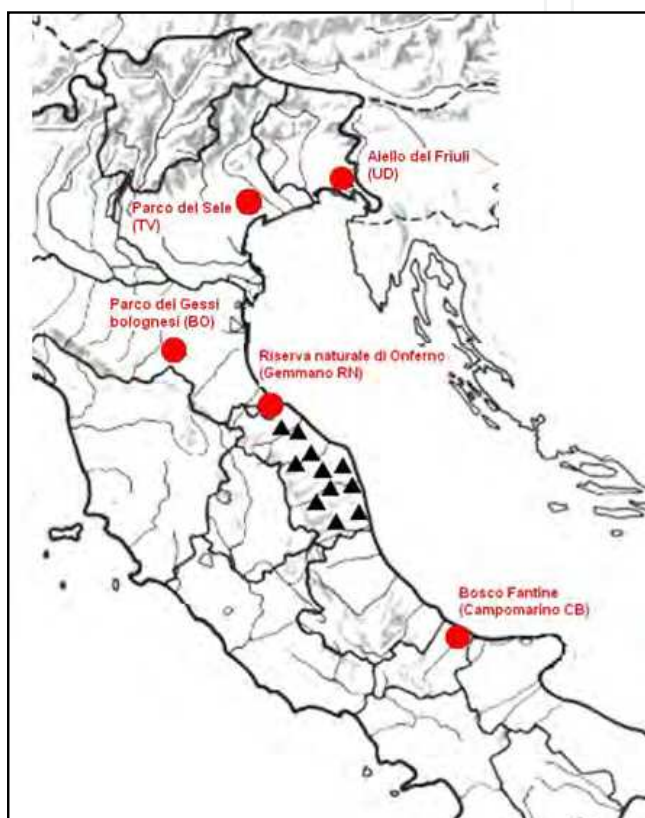 Aiello del Friuli
(UD)
Parco del Sele
(TV)
Parco dei Gessi
bolognesi (BO)
Riserva naturale di Onferno
(Gemmano RN)
Bosco Fantine
(Campomarino CB)